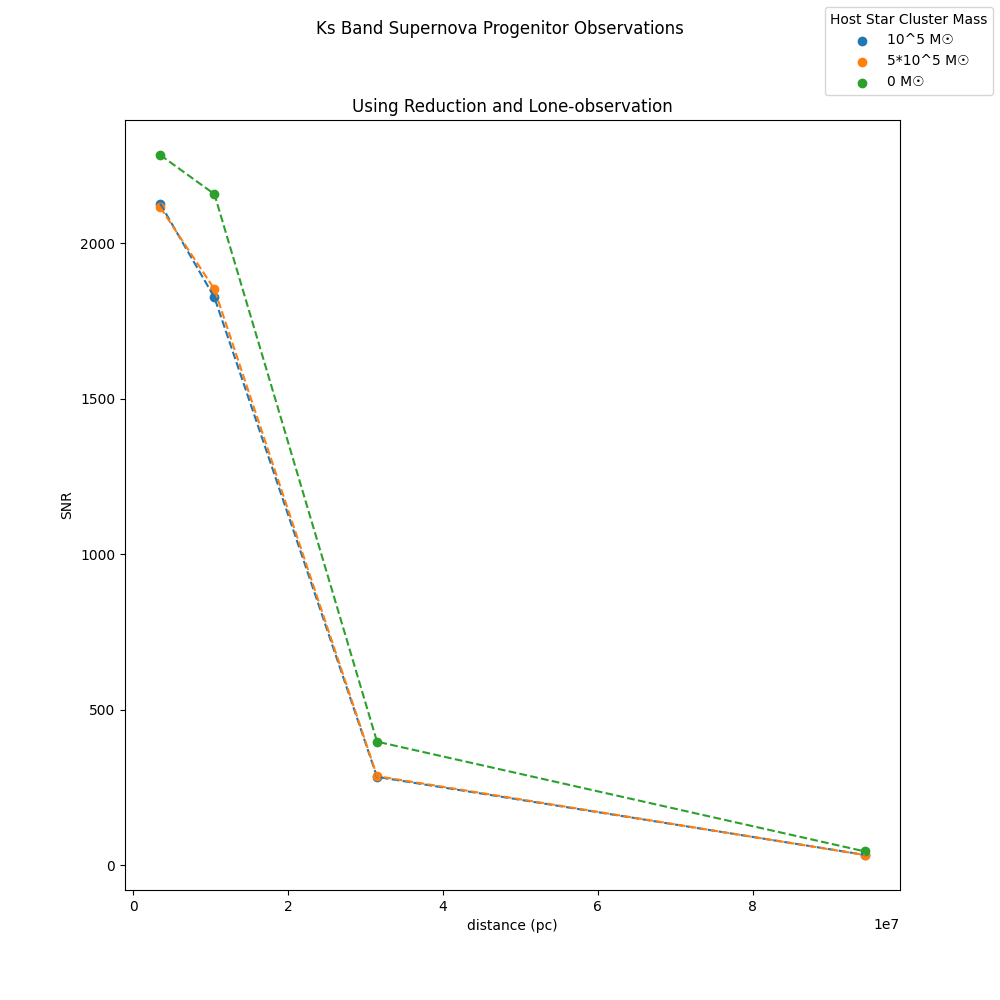 Ks Band Supernova Progenitor Observations
Host Star Cluster Mass
10^5 M☉
5*10^5 M☉
0 M☉
Using Reduction and Lone-observation
2000
1500
1000
500
0
SNR
0 2 4 6 8
1e7
distance (pc)